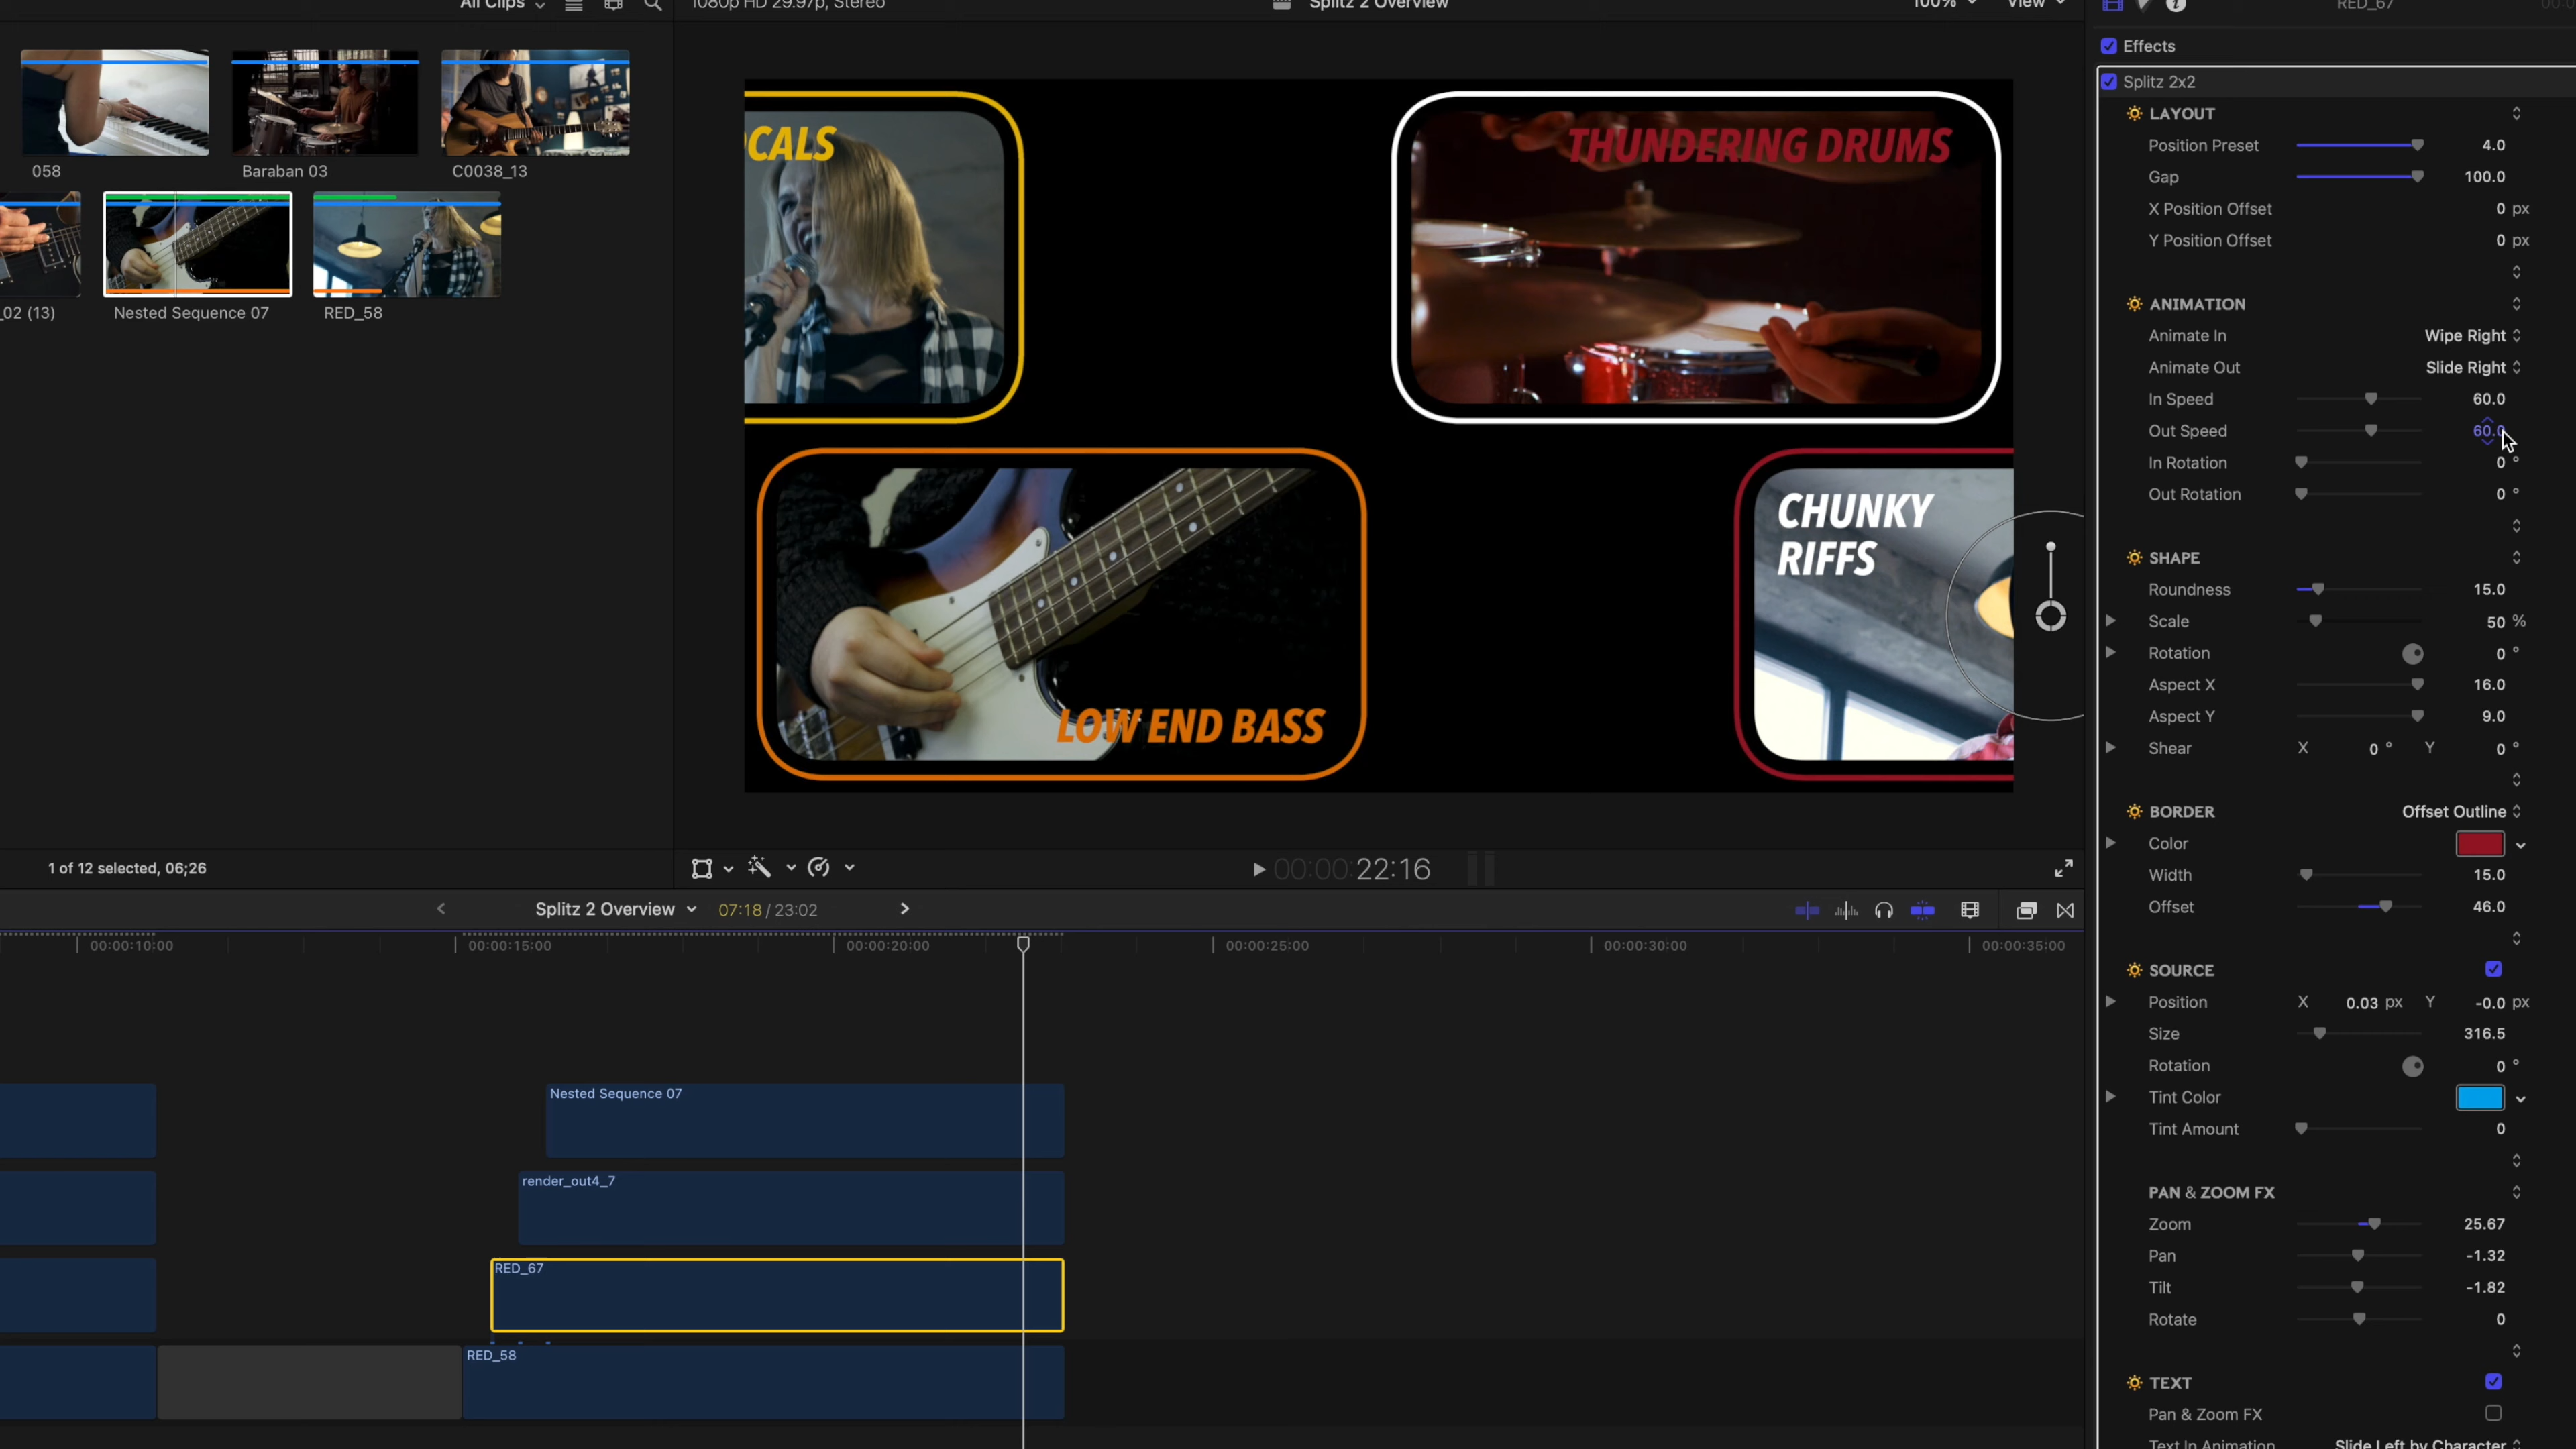 All Clips
1080p HD 29.97p, Stereo
Splitz 2 Overview
100%
View
RED_67
058
Baraban 03
C0038_13
_02 (13)
Nested Sequence 07
RED_58
OCALS
THUNDERING DRUMS
LOW END BASS
CHUNKY
RIFFS
1 of 12 selected, 06;26
00:00:22:16
Splitz 2 Overview
07:18 / 23:02
00:00:10:00
00:00:15:00
00:00:20:00
00:00:25:00
00:00:30:00
00:00:35:00
Nested Sequence 07
render_out4_7
RED_67
RED_58
Effects
Splitz 2x2
LAYOUT
Position Preset 4.0
Gap 100.0
X Position Offset 0 px
Y Position Offset 0 px
ANIMATION
Animate In Wipe Right
Animate Out Slide Right
In Speed 60.0
Out Speed 60.0
In Rotation 0 °
Out Rotation 0 °
SHAPE
Roundness 15.0
Scale 50 %
Rotation 0 °
Aspect X 16.0
Aspect Y 9.0
Shear X 0 ° Y 0 °
BORDER Offset Outline
Color
Width 15.0
Offset 46.0
SOURCE
Position X 0.03 px Y -0.0 px
Size 316.5
Rotation 0 °
Tint Color
Tint Amount 0
PAN & ZOOM FX
Zoom 25.67
Pan -1.32
Tilt -1.82
Rotate 0
TEXT
Pan & Zoom FX
Text In Animation Slide Left by Character